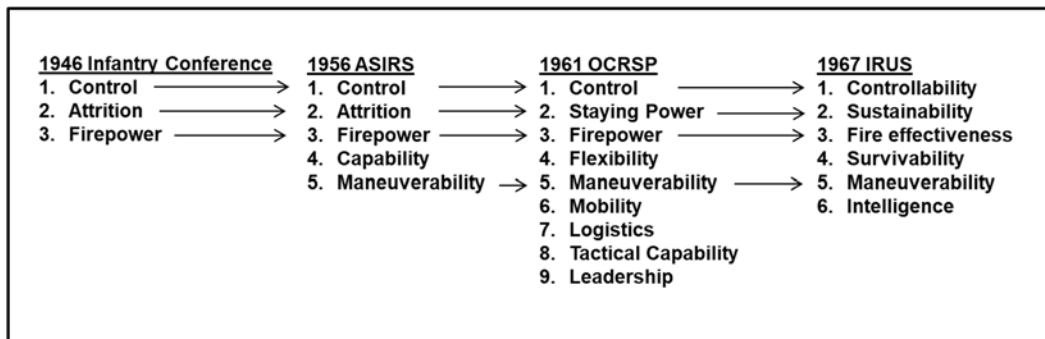 1946 Infantry Conference
1. Control
2. Attrition
3. Firepower
1956 ASIRS
1. Control
2. Attrition
3. Firepower
4. Capability
5. Maneuverability
1961 OCRSP
1. Control
2. Staying Power
3. Firepower
4. Flexibility
5. Maneuverability
6. Mobility
7. Logistics
8. Tactical Capability
9. Leadership
1967 IRUS
1. Controllability
2. Sustainability
3. Fire effectiveness
4. Survivability
5. Maneuverability
6. Intelligence